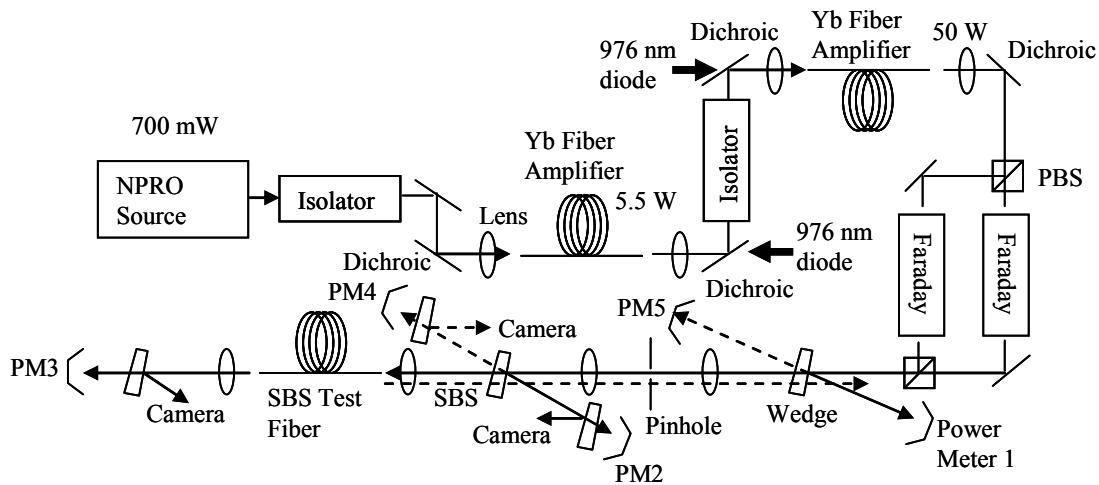 Yb Fiber
Amplifier
50 W
Dichroic
Dichroic
976 nm
diode
700 mW
NPRO
Source
Isolator
Yb Fiber
Amplifier
5.5 W
Isolator
PBS
Lens
Dichroic
976 nm
diode
Dichroic
Faraday
Faraday
PM4
Camera
PM5
PM3
Camera
SBS Test
Fiber
SBS
Camera
PM2
Pinhole
Wedge
Power
Meter 1